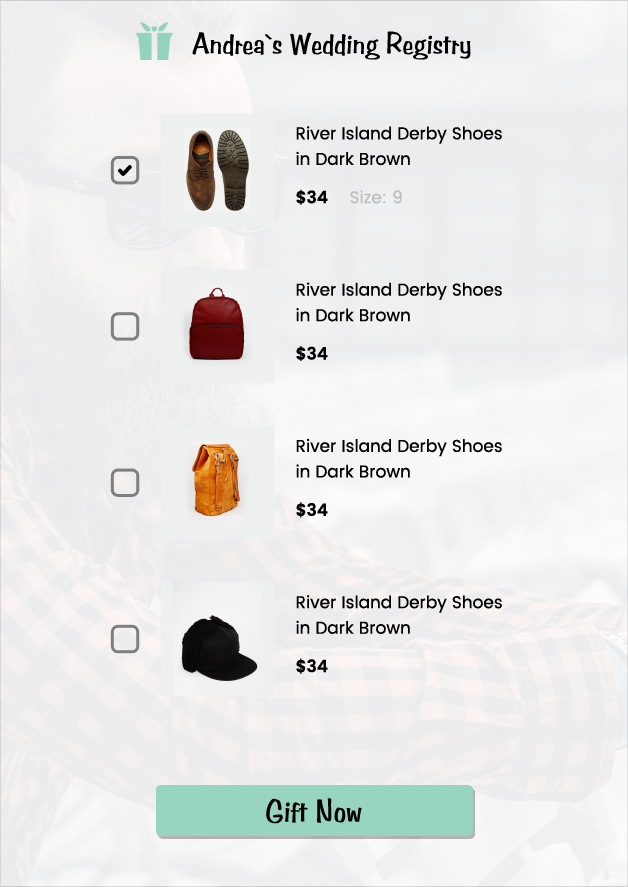 Andrea`s Wedding Registry
River Island Derby Shoes
in Dark Brown
$34 Size: 9
River Island Derby Shoes
in Dark Brown
$34
River Island Derby Shoes
in Dark Brown
$34
River Island Derby Shoes
in Dark Brown
$34
Gift Now